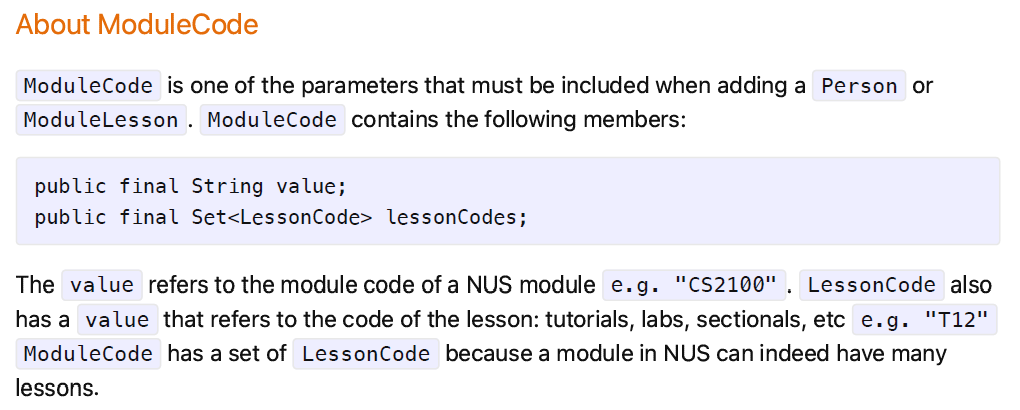 About ModuleCode
ModuleCode is one of the parameters that must be included when adding a Person or
ModuleLesson. ModuleCode contains the following members:
public final String value;
public final Set<LessonCode> lessonCodes;
The value refers to the module code of a NUS module e.g. "CS2100". LessonCode also
has a value that refers to the code of the lesson: tutorials, labs, sectionals, etc e.g. "T12"
ModuleCode has a set of LessonCode because a module in NUS can indeed have many
lessons.